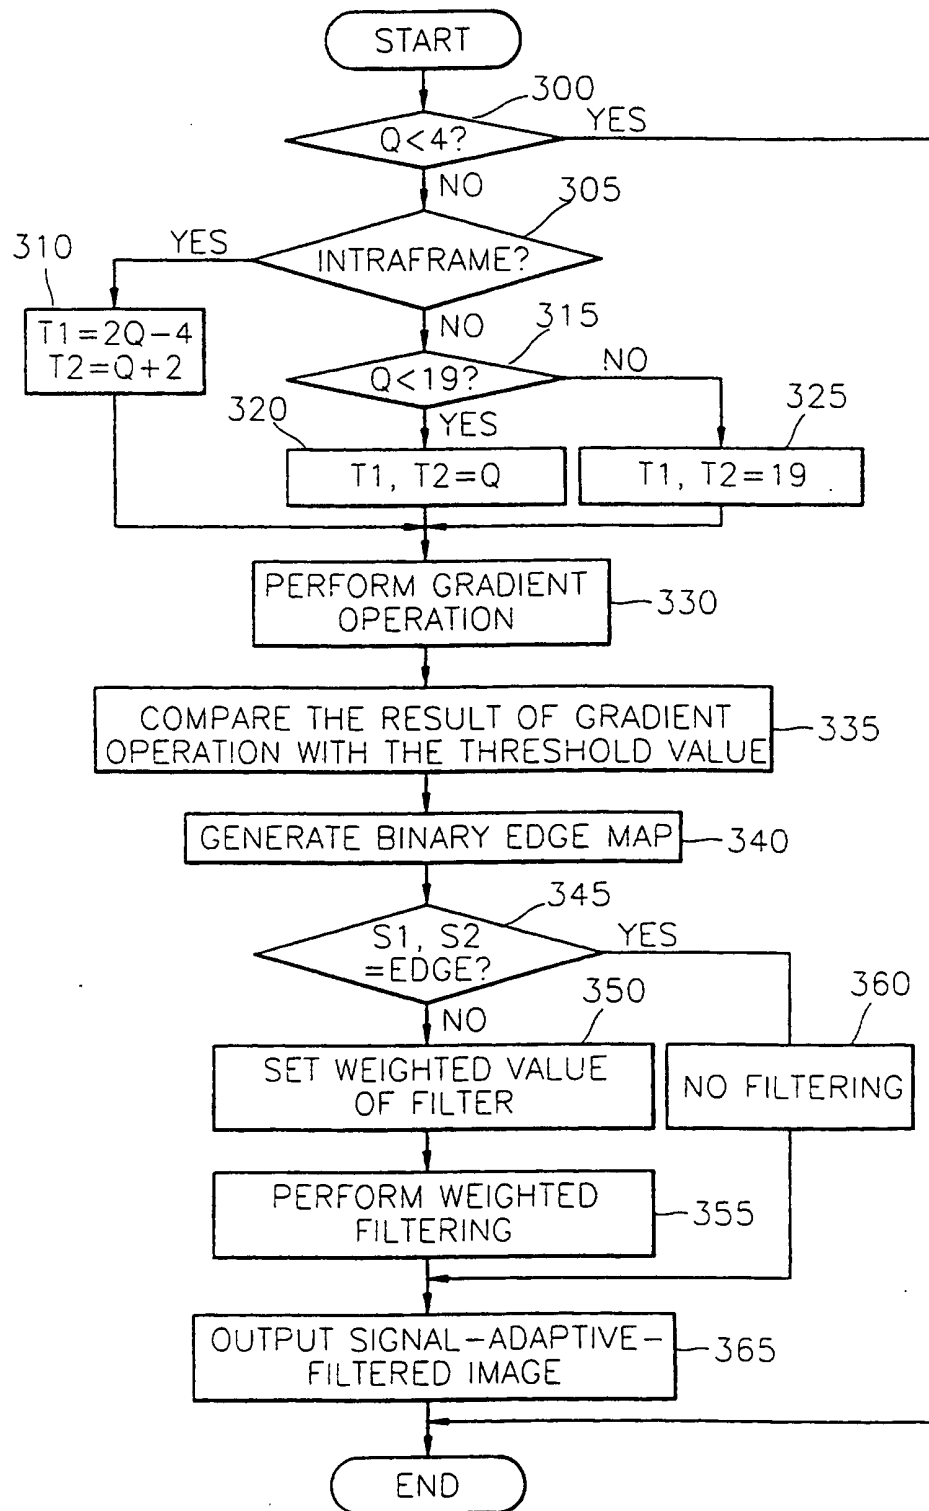 START
300
Q<4?
YES
NO
305
INTRAFRAME?
YES
310
T1=2Q-4
T2=Q+2
NO
315
Q<19?
NO
YES
320
T1, T2=Q
325
T1, T2=19
PERFORM GRADIENT
OPERATION
330
COMPARE THE RESULT OF GRADIENT
OPERATION WITH THE THRESHOLD VALUE
335
GENERATE BINARY EDGE MAP
340
345
S1, S2
=EDGE?
YES
NO
350
SET WEIGHTED VALUE
OF FILTER
360
NO FILTERING
PERFORM WEIGHTED
FILTERING
355
OUTPUT SIGNAL-ADAPTIVE-
FILTERED IMAGE
365
END